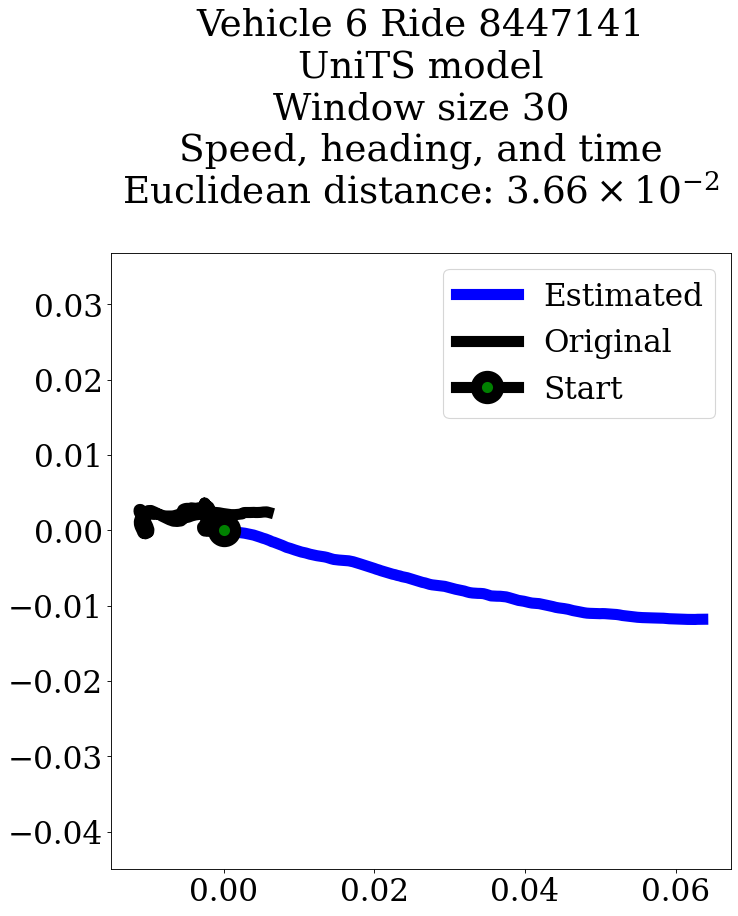 Vehicle 6 Ride 8447141
UniTS model
Window size 30
Speed, heading, and time
Euclidean distance: 3.66 × 10⁻²
Estimated
Original
Start
0.03
0.02
0.01
0.00
−0.01
−0.02
−0.03
−0.04
0.00 0.02 0.04 0.06